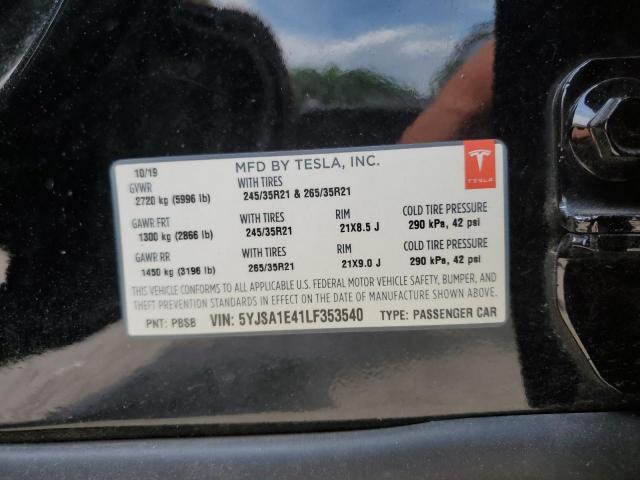 10/19 MFD BY TESLA, INC.
GVWR WITH TIRES
2720 kg (5996 lb) 245/35R21 & 265/35R21
TESLA
GAWR FRT WITH TIRES RIM COLD TIRE PRESSURE
1300 kg (2866 lb) 245/35R21 21X8.5 J 290 kPa, 42 psi
GAWR RR WITH TIRES RIM COLD TIRE PRESSURE
1450 kg (3196 lb) 265/35R21 21X9.0 J 290 kPa, 42 psi
THIS VEHICLE CONFORMS TO ALL APPLICABLE U.S. FEDERAL MOTOR VEHICLE SAFETY, BUMPER, AND
THEFT PREVENTION STANDARDS IN EFFECT ON THE DATE OF MANUFACTURE SHOWN ABOVE.
PNT: PBSB VIN: 5YJSA1E41LF353540 TYPE: PASSENGER CAR